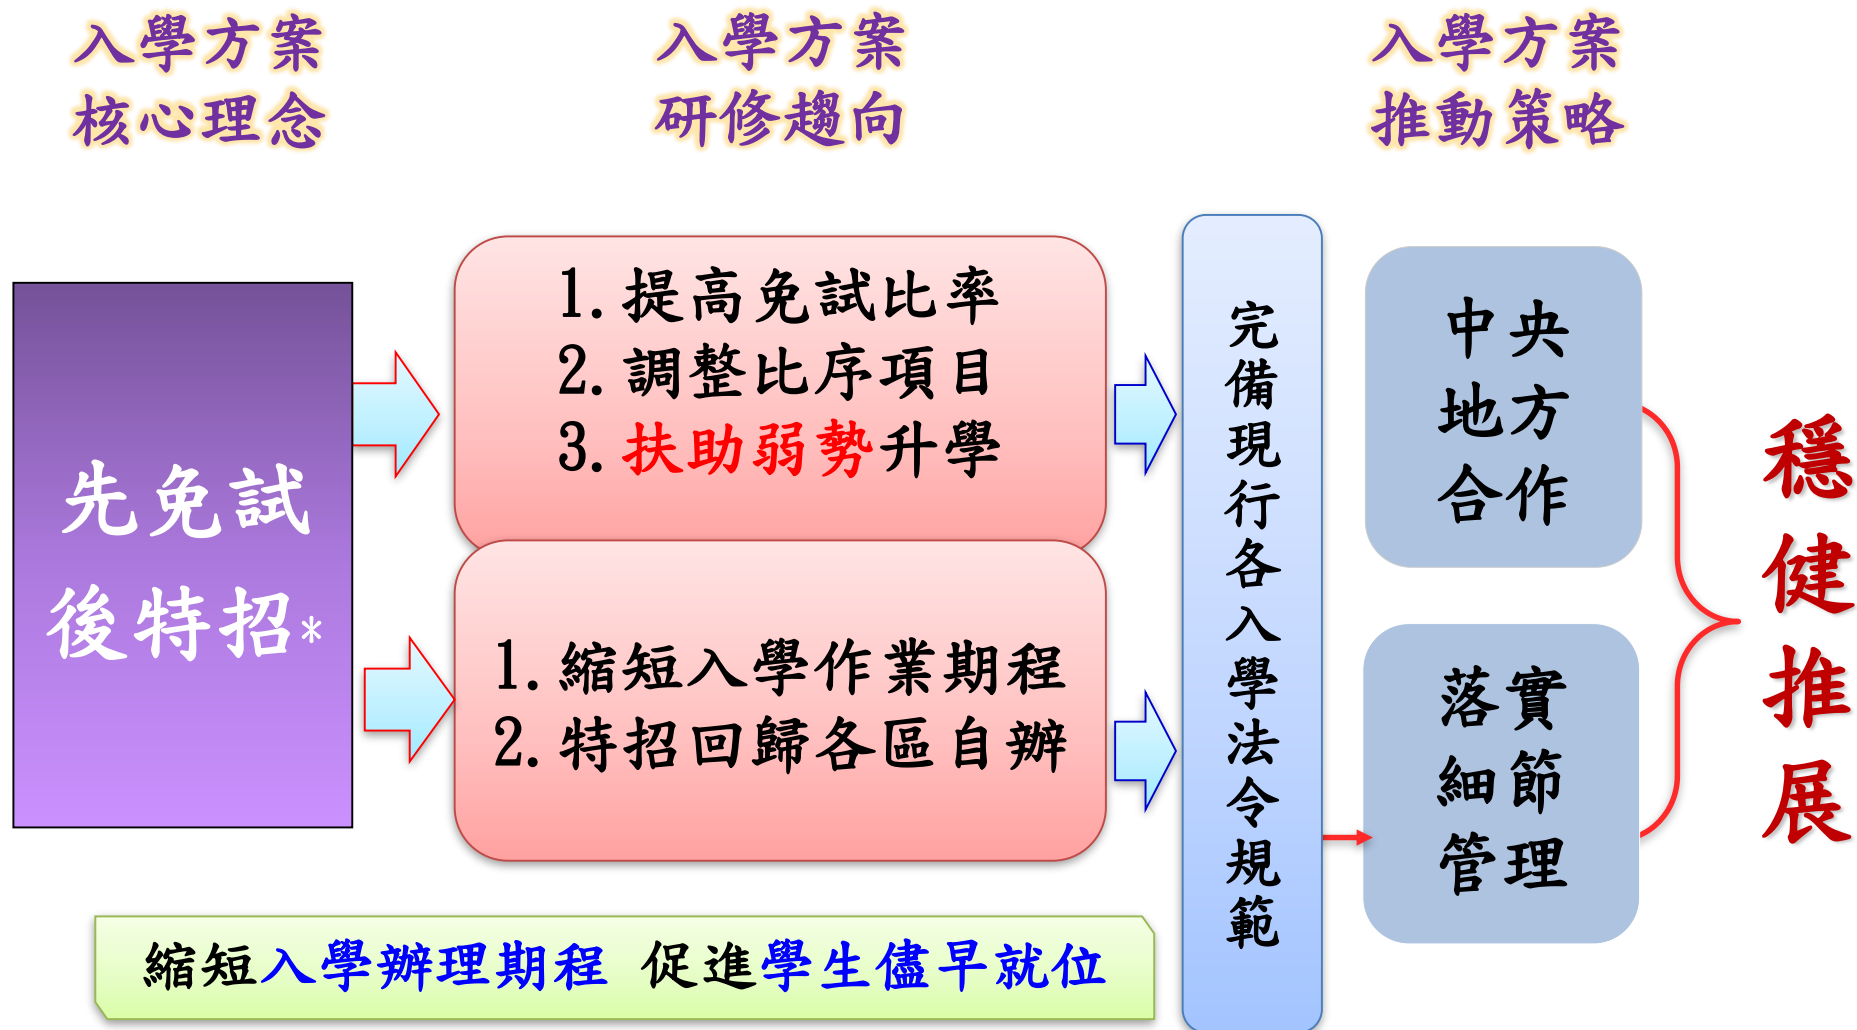 入學方案
核心理念
入學方案
研修趨向
入學方案
推動策略
先免試
後特招*
1.提高免試比率
2.調整比序項目
3.扶助弱勢升學
1.縮短入學作業期程
2.特招回歸各區自辦
完備現行各入學法令規範
中央
地方
合作
落實
細節
管理
穩健推展
縮短入學辦理期程 促進學生儘早就位